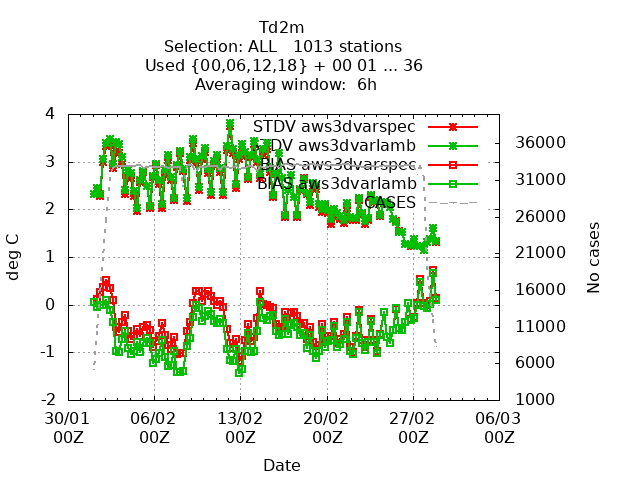 Td2m
Selection: ALL   1013 stations
Used {00,06,12,18} + 00 01 ... 36
Averaging window:  6h
STDV aws3dvarspec
STDV aws3dvarlamb
BIAS aws3dvarspec
BIAS aws3dvarlamb
CASES
deg C
4
3
2
1
0
-1
-2
36000
31000
26000
21000
16000
11000
6000
1000
No cases
30/01 06/02 13/02 20/02 27/02 06/03
00Z 00Z 00Z 00Z 00Z 00Z
Date